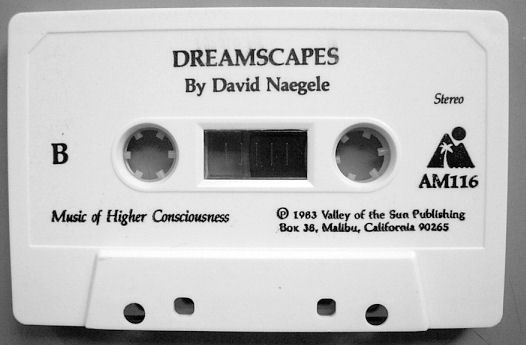 DREAMSCAPES
By David Naegele
Stereo
B
AM116
Music of Higher Consciousness
℗ 1983 Valley of the Sun Publishing
Box 38, Malibu, California 90265